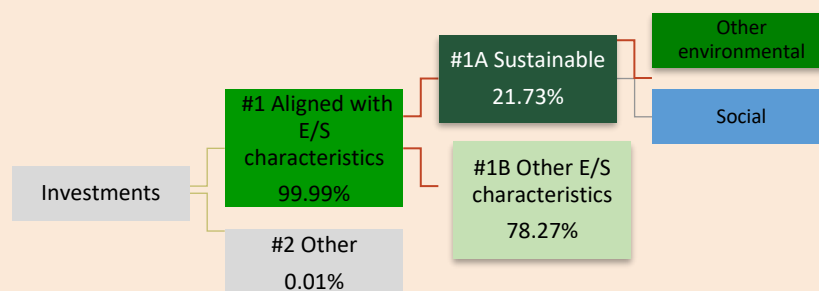 Investments
#1 Aligned with
E/S
characteristics
99.99%
#2 Other
0.01%
#1A Sustainable
21.73%
#1B Other E/S
characteristics
78.27%
Other
environmental
Social